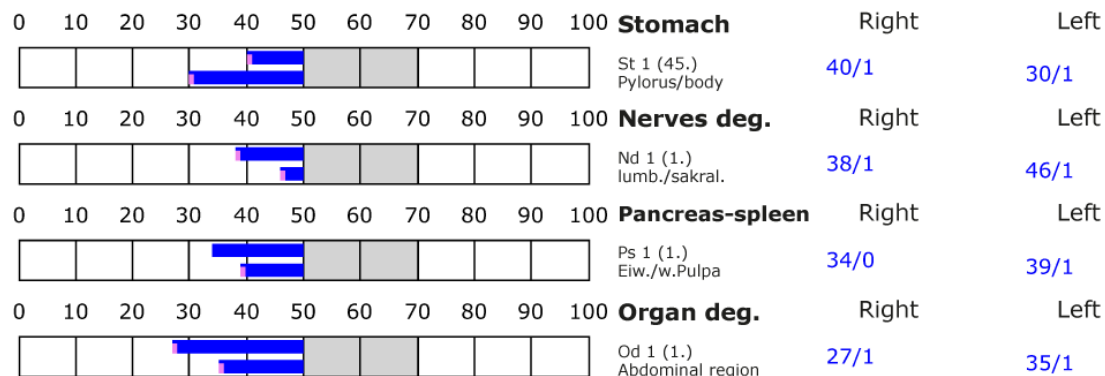 0 10 20 30 40 50 60 70 80 90 100 Stomach Right Left
St 1 (45.) 40/1 30/1
Pylorus/body
0 10 20 30 40 50 60 70 80 90 100 Nerves deg. Right Left
Nd 1 (1.) 38/1 46/1
lumb./sakral.
0 10 20 30 40 50 60 70 80 90 100 Pancreas-spleen Right Left
Ps 1 (1.) 34/0 39/1
Eiw./w.Pulpa
0 10 20 30 40 50 60 70 80 90 100 Organ deg. Right Left
Od 1 (1.) 27/1 35/1
Abdominal region